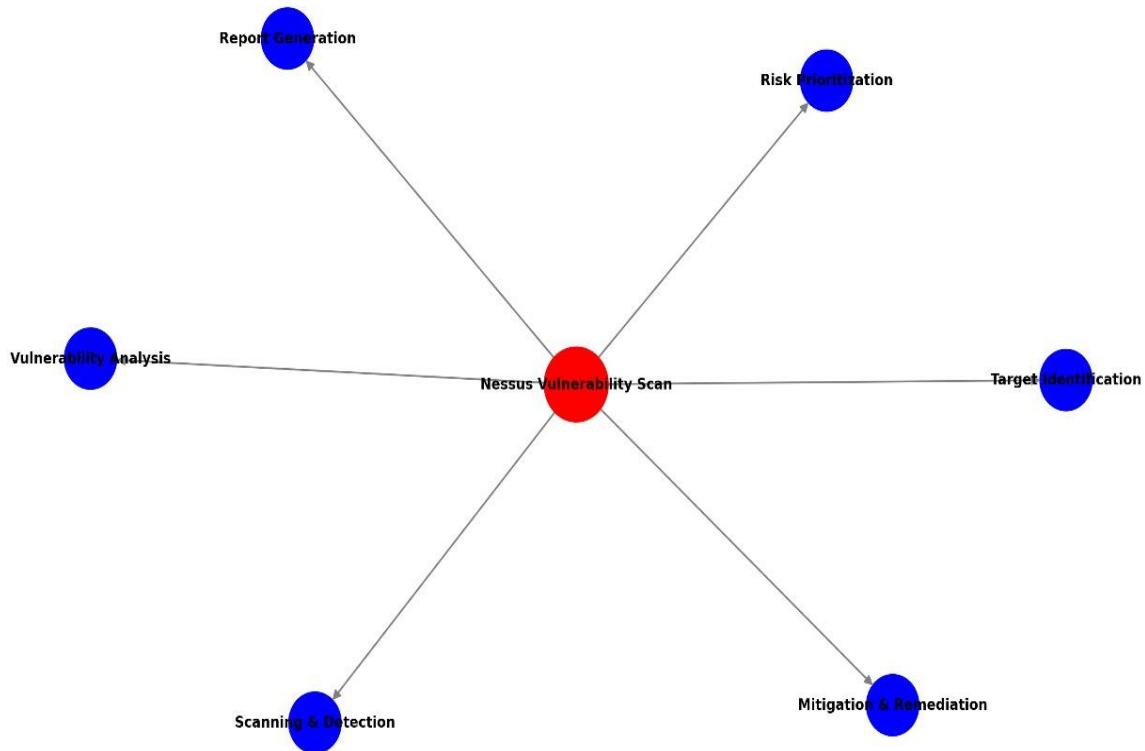 Report Generation
Risk Prioritization
Vulnerability Analysis
Target Identification
Nessus Vulnerability Scan
Mitigation & Remediation
Scanning & Detection